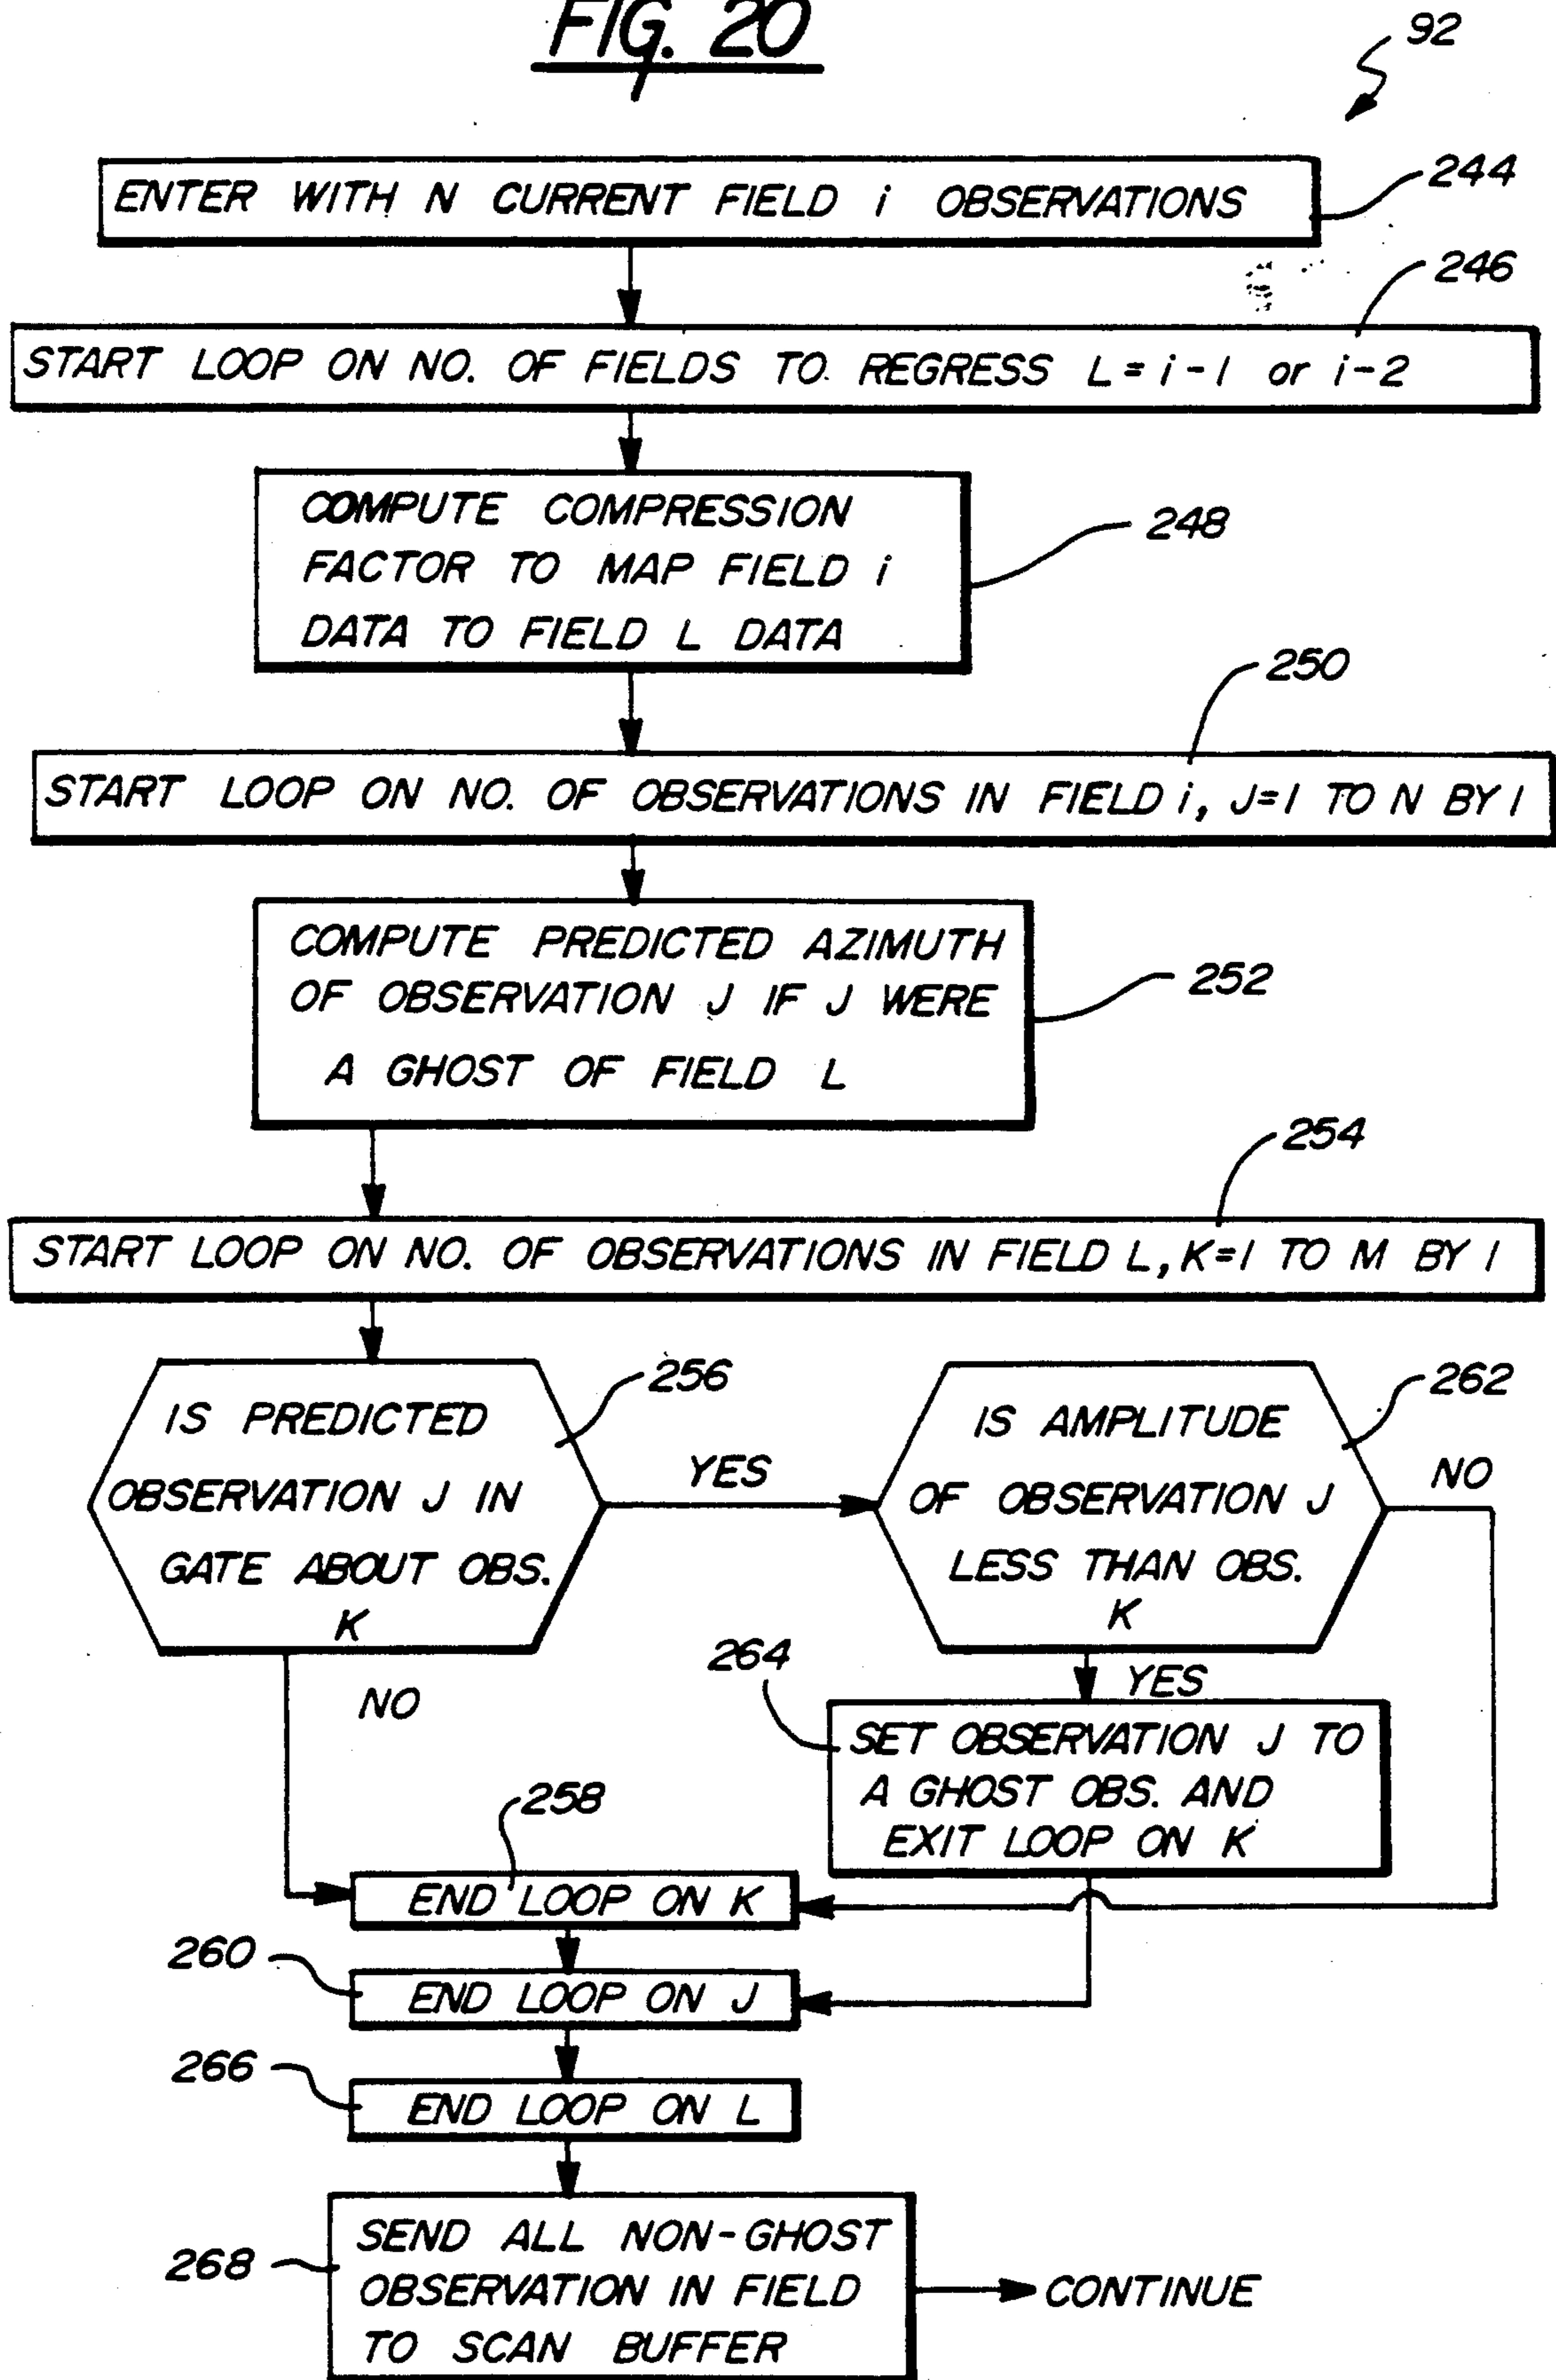 FIG. 20
92
ENTER WITH N CURRENT FIELD i OBSERVATIONS
244
246
START LOOP ON NO. OF FIELDS TO REGRESS L = i - 1 or i - 2
COMPUTE COMPRESSION
FACTOR TO MAP FIELD i
DATA TO FIELD L DATA
248
250
START LOOP ON NO. OF OBSERVATIONS IN FIELD i, J=1 TO N BY 1
COMPUTE PREDICTED AZIMUTH
OF OBSERVATION J IF J WERE
A GHOST OF FIELD L
252
254
START LOOP ON NO. OF OBSERVATIONS IN FIELD L, K=1 TO M BY 1
IS PREDICTED
OBSERVATION J IN
GATE ABOUT OBS.
K
256
YES
NO
IS AMPLITUDE
OF OBSERVATION J
LESS THAN OBS.
K
262
NO
YES
264
SET OBSERVATION J TO
A GHOST OBS. AND
EXIT LOOP ON K
258
END LOOP ON K
260
END LOOP ON J
266
END LOOP ON L
268
SEND ALL NON-GHOST
OBSERVATION IN FIELD
TO SCAN BUFFER
CONTINUE